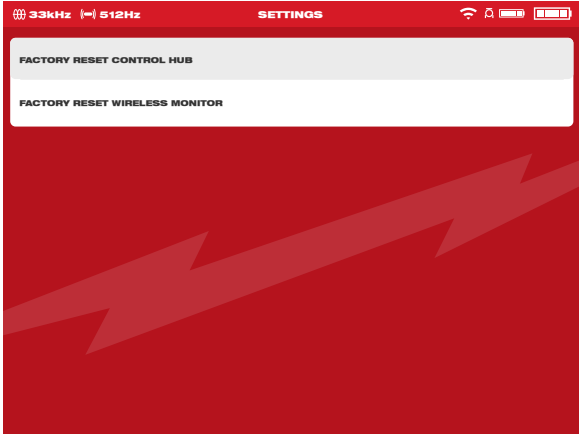 33kHz 512Hz SETTINGS
FACTORY RESET CONTROL HUB
FACTORY RESET WIRELESS MONITOR